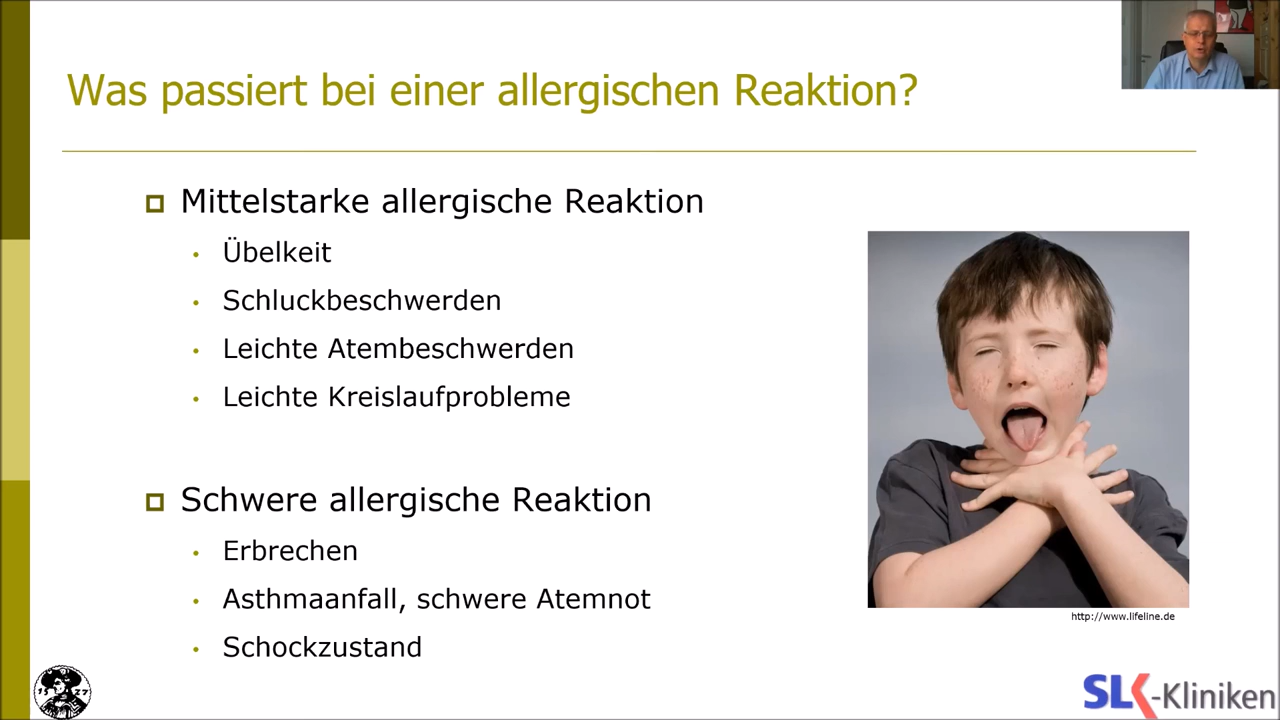 Was passiert bei einer allergischen Reaktion?
Mittelstarke allergische Reaktion
Übelkeit
Schluckbeschwerden
Leichte Atembeschwerden
Leichte Kreislaufprobleme
Schwere allergische Reaktion
Erbrechen
Asthmaanfall, schwere Atemnot
Schockzustand
http://www.lifeline.de
1527
SLK-Kliniken